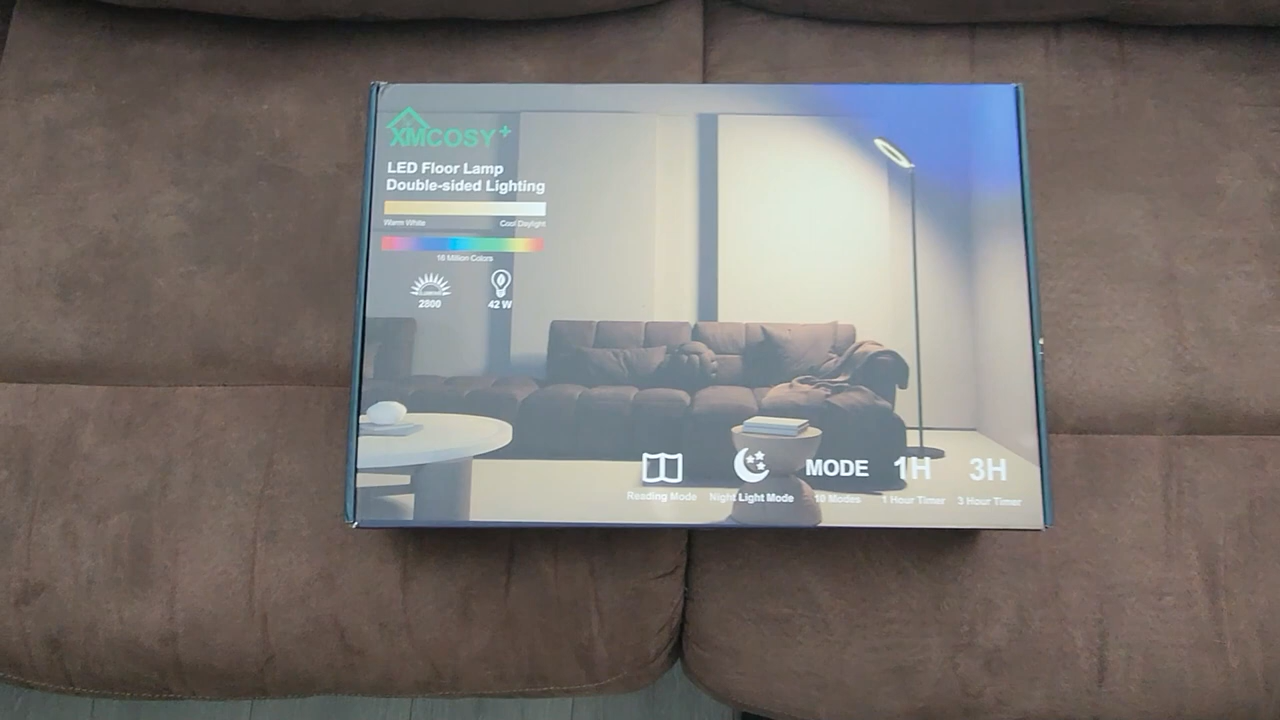 XMCOSY+
LED Floor Lamp
Double-sided Lighting
Warm White Cool Daylight
16 Million Colors
2800 42 W
MODE 1H 3H
Reading Mode Night Light Mode 10 Modes 1 Hour Timer 3 Hour Timer